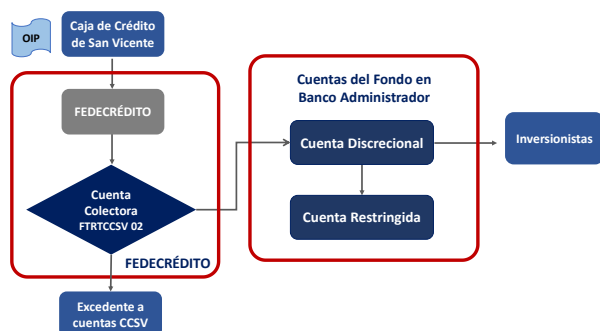 OIP
Caja de Crédito
de San Vicente
FEDECRÉDITO
Cuenta
Colectora
FTRTCCSV 02
FEDECRÉDITO
Excedente a
cuentas CCSV
Cuentas del Fondo en
Banco Administrador
Cuenta Discrecional
Cuenta Restringida
Inversionistas